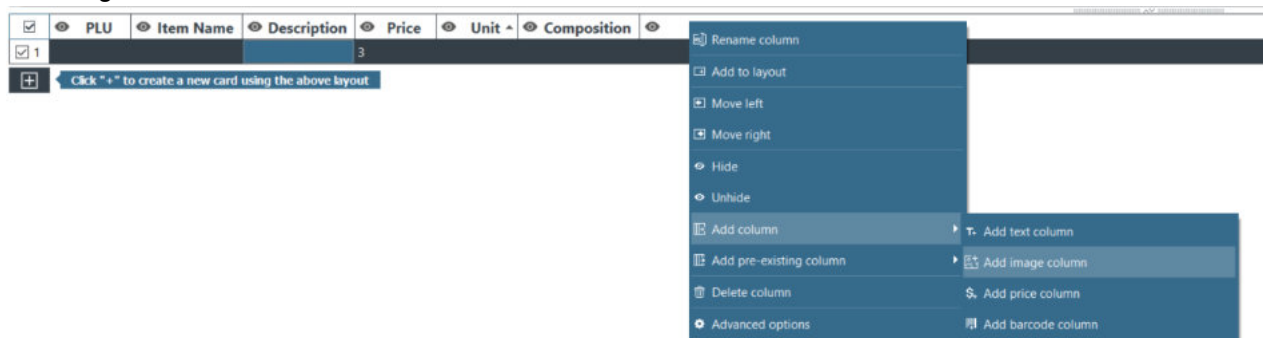 PLU Item Name Description Price Unit Composition
1 3
Click "+" to create a new card using the above layout
Rename column
Add to layout
Move left
Move right
Hide
Unhide
Add column
Add text column
Add pre-existing column
Add image column
Delete column
Add price column
Advanced options
Add barcode column